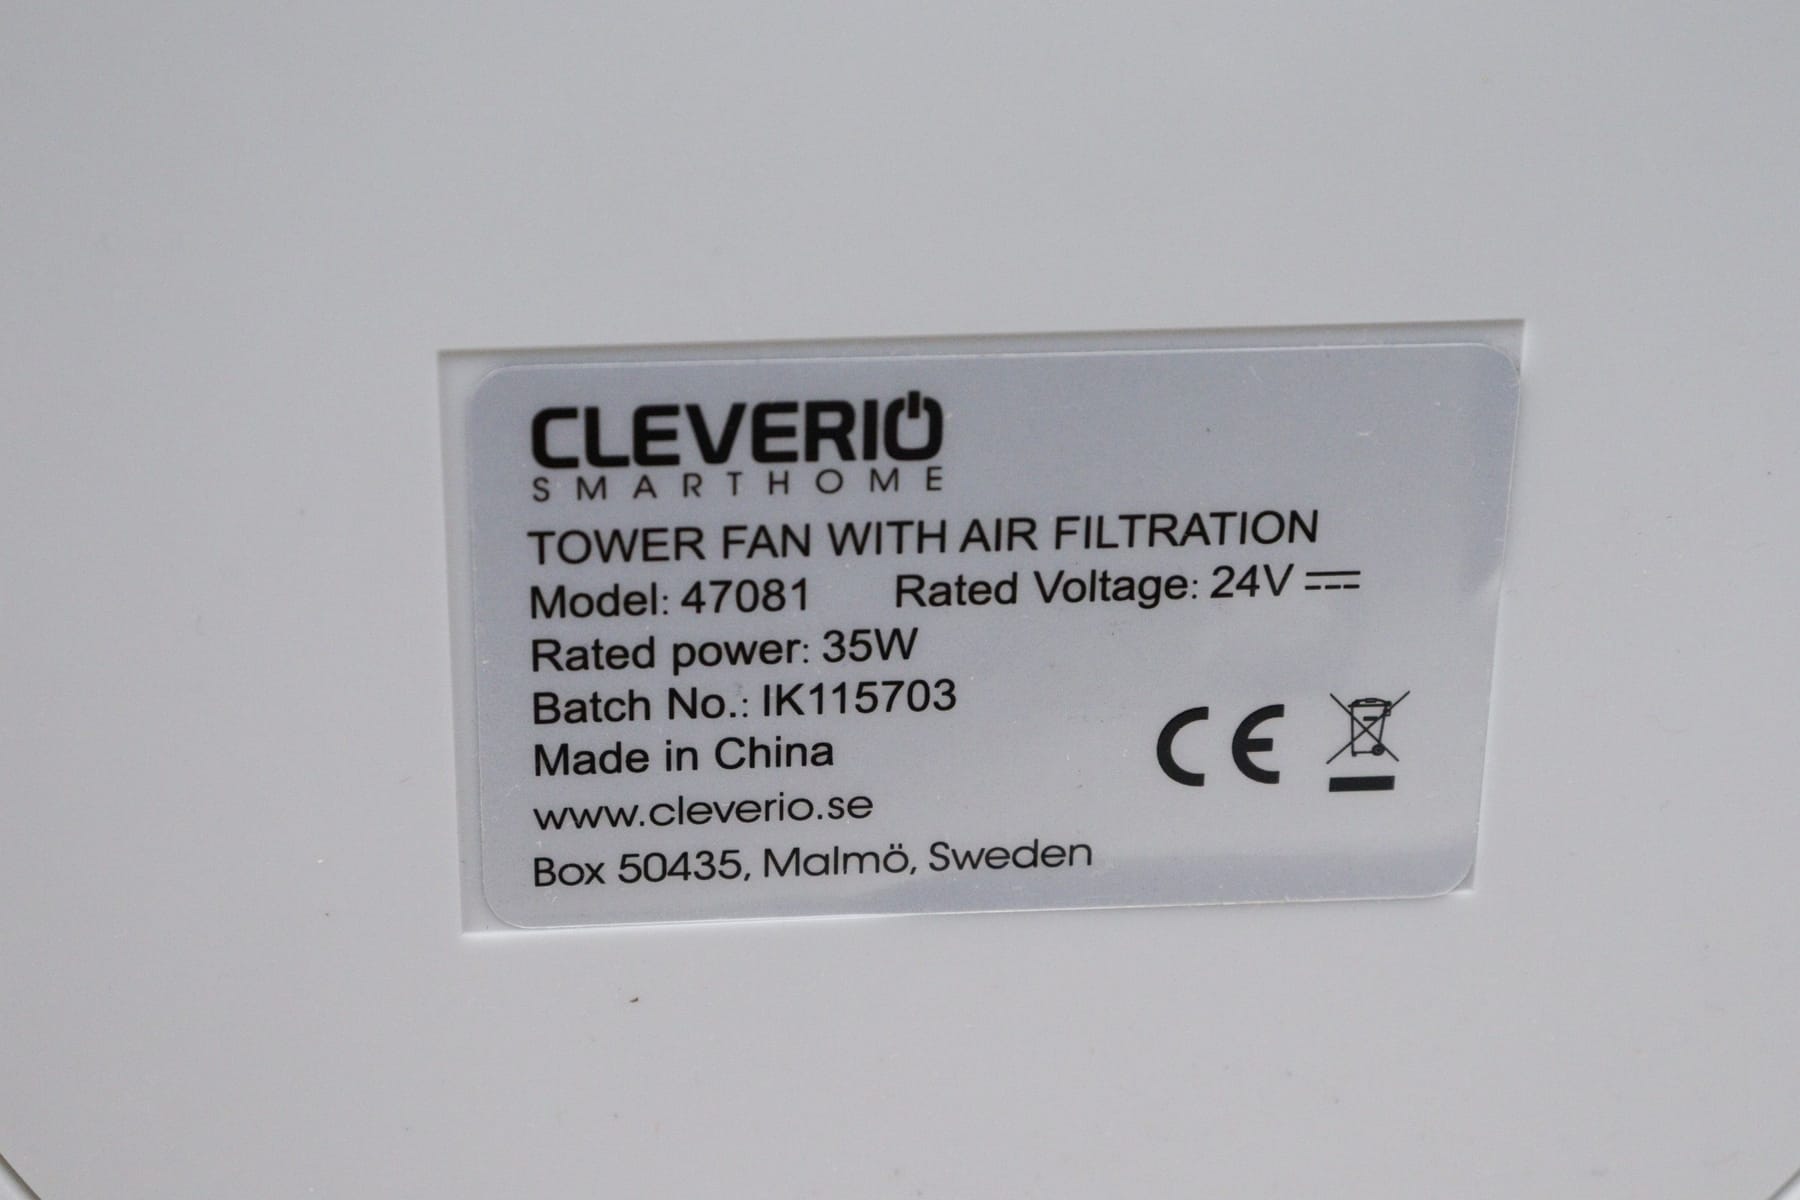 CLEVERIO
SMARTHOME
TOWER FAN WITH AIR FILTRATION
Model: 47081 Rated Voltage: 24V ⎓
Rated power: 35W
Batch No.: IK115703
Made in China
www.cleverio.se
Box 50435, Malmö, Sweden
CE